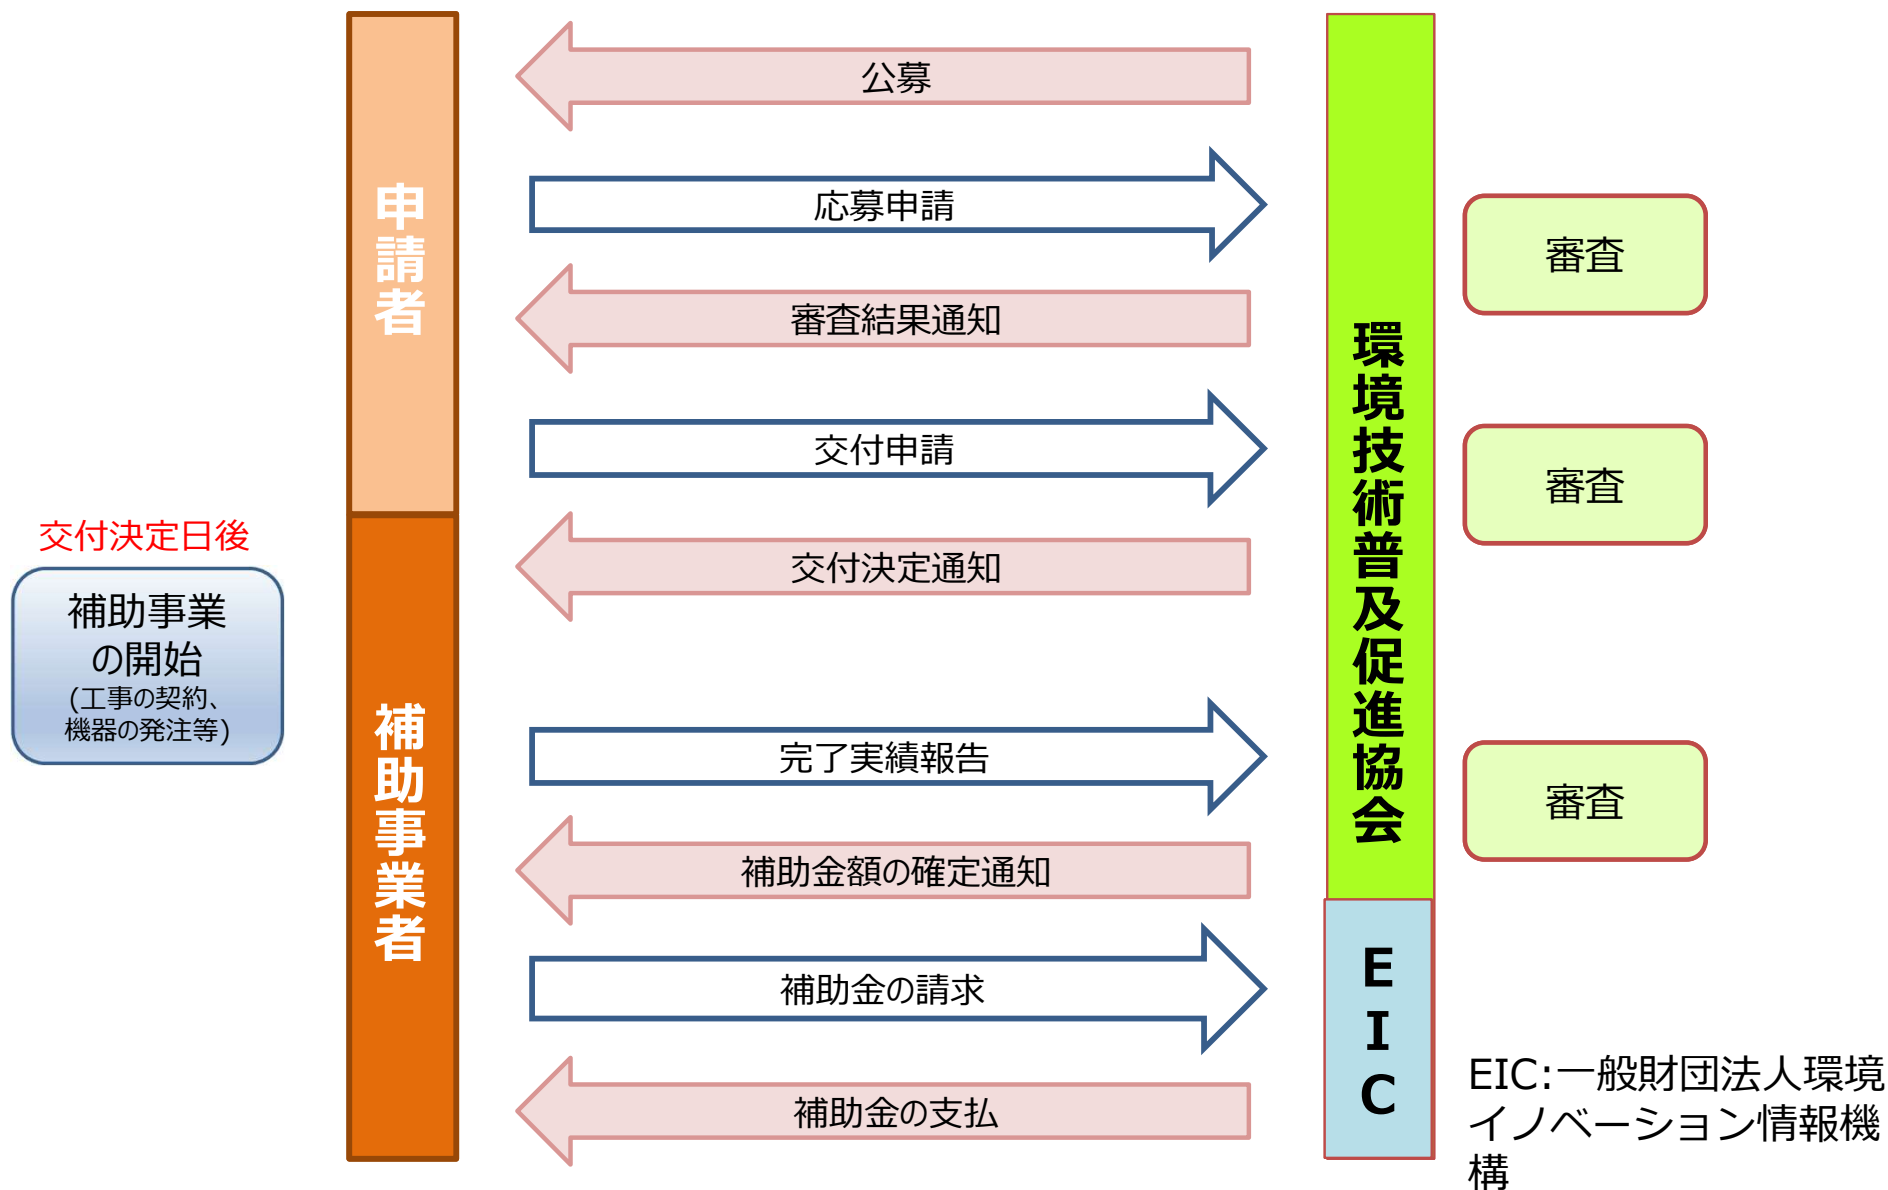 公募
応募申請
審査
審査結果通知
申請者
交付申請
審査
交付決定通知
交付決定日後
補助事業
の開始
(工事の契約、
機器の発注等)
環境技術普及促進協会
補助事業者
完了実績報告
審査
補助金額の確定通知
補助金の請求
EIC
補助金の支払
EIC:一般財団法人環境
イノベーション情報機
構